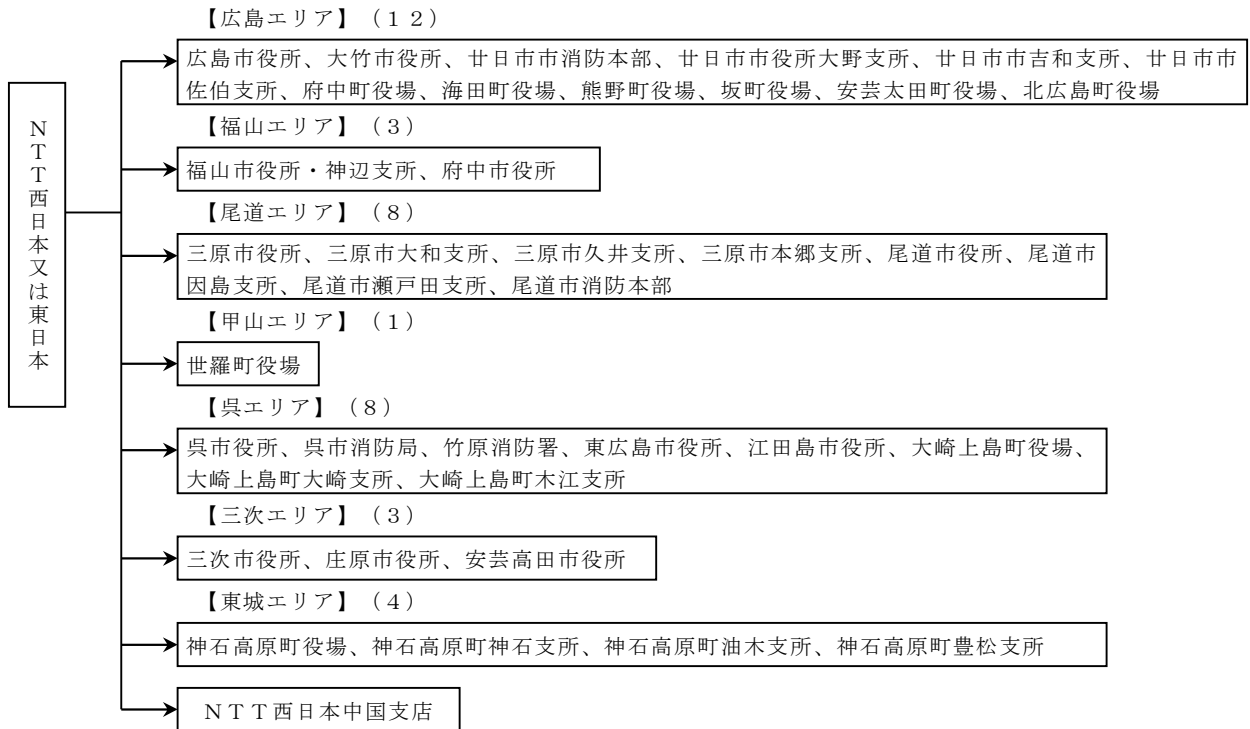 【広島エリア】（１２）
広島市役所、大竹市役所、廿日市市消防本部、廿日市市役所大野支所、廿日市市吉和支所、廿日市市
佐伯支所、府中町役場、海田町役場、熊野町役場、坂町役場、安芸太田町役場、北広島町役場
ＮＴＴ西日本又は東日本
【福山エリア】（３）
福山市役所・神辺支所、府中市役所
【尾道エリア】（８）
三原市役所、三原市大和支所、三原市久井支所、三原市本郷支所、尾道市役所、尾道市
因島支所、尾道市瀬戸田支所、尾道市消防本部
【甲山エリア】（１）
世羅町役場
【呉エリア】（８）
呉市役所、呉市消防局、竹原消防署、東広島市役所、江田島市役所、大崎上島町役場、
大崎上島町大崎支所、大崎上島町木江支所
【三次エリア】（３）
三次市役所、庄原市役所、安芸高田市役所
【東城エリア】（４）
神石高原町役場、神石高原町神石支所、神石高原町油木支所、神石高原町豊松支所
ＮＴＴ西日本中国支店